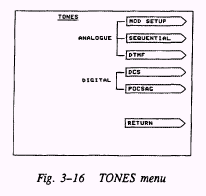 TONES
MOD SETUP
ANALOGUE
SEQUENTIAL
DTMF
DCS
DIGITAL
POCSAG
RETURN
Fig. 3-16 TONES menu